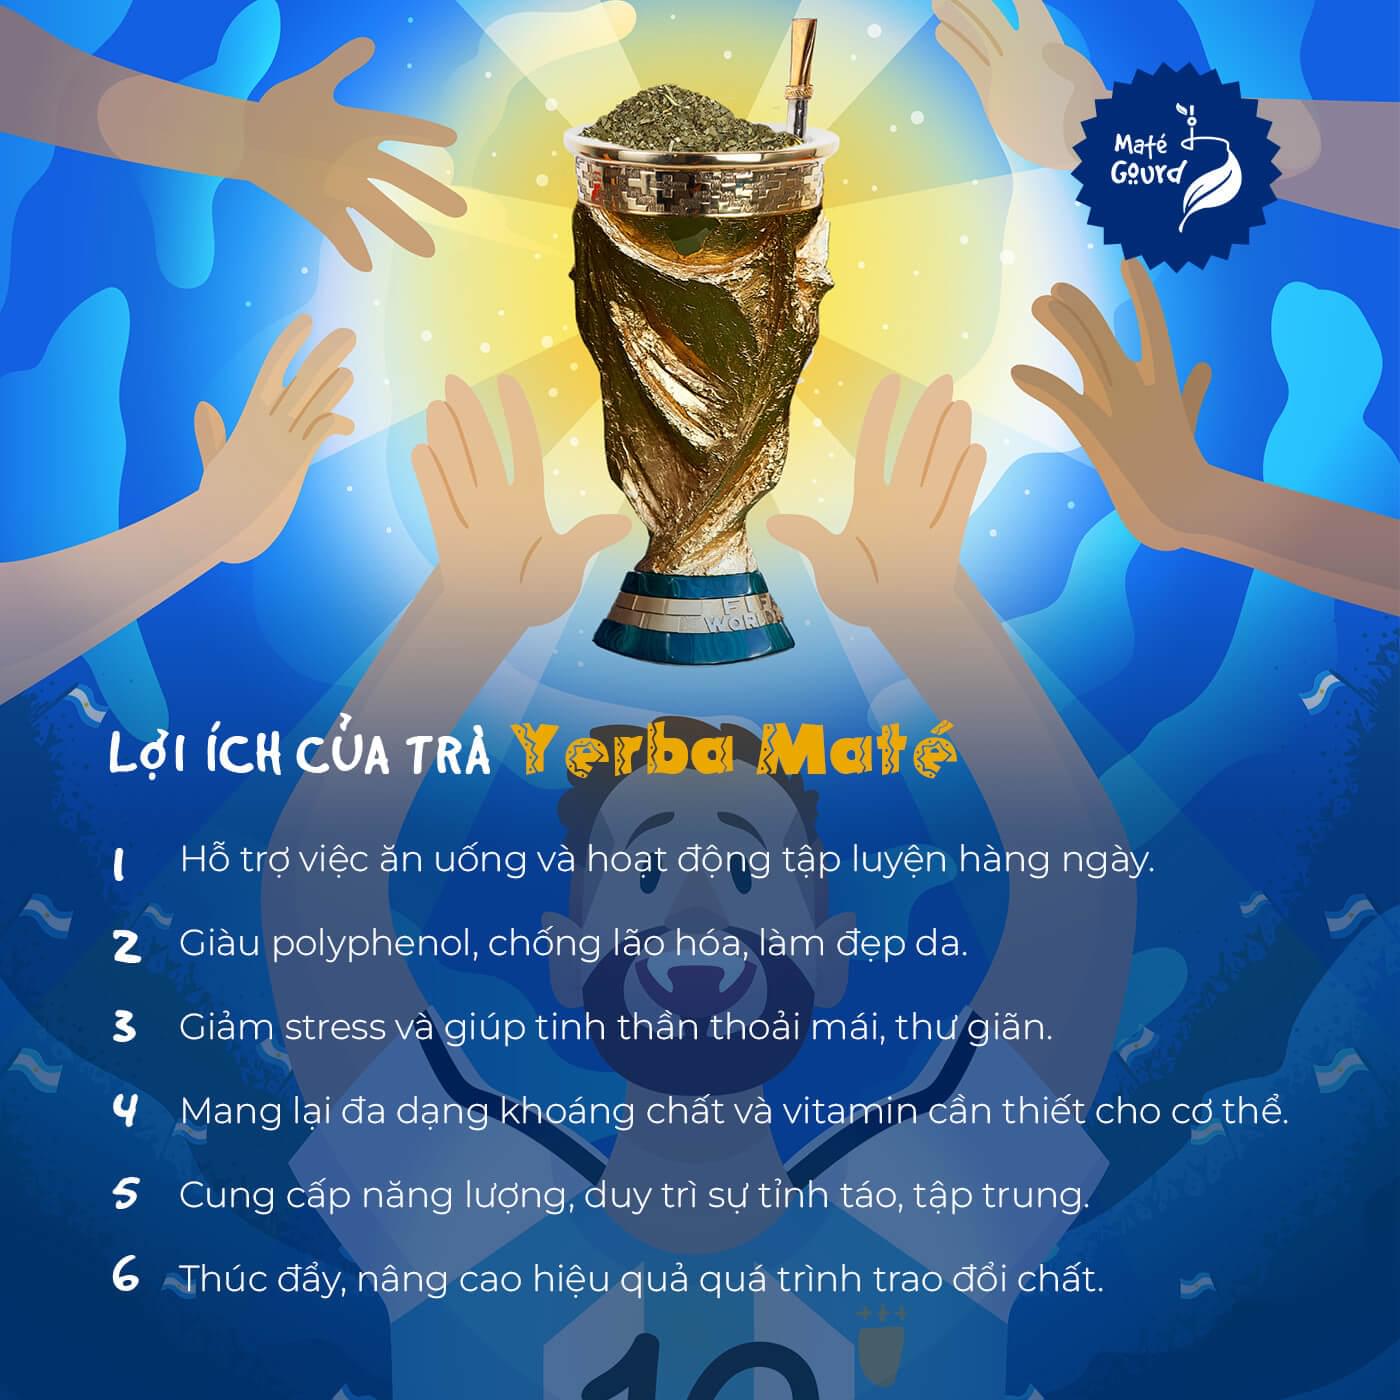 Maté
Gourd
FIF
WORLD
LỢI ÍCH CỦA TRÀ Yerba Maté
1 Hỗ trợ việc ăn uống và hoạt động tập luyện hàng ngày.
2 Giàu polyphenol, chống lão hóa, làm đẹp da.
3 Giảm stress và giúp tinh thần thoải mái, thư giãn.
4 Mang lại đa dạng khoáng chất và vitamin cần thiết cho cơ thể.
5 Cung cấp năng lượng, duy trì sự tỉnh táo, tập trung.
6 Thúc đẩy, nâng cao hiệu quả quá trình trao đổi chất.
10